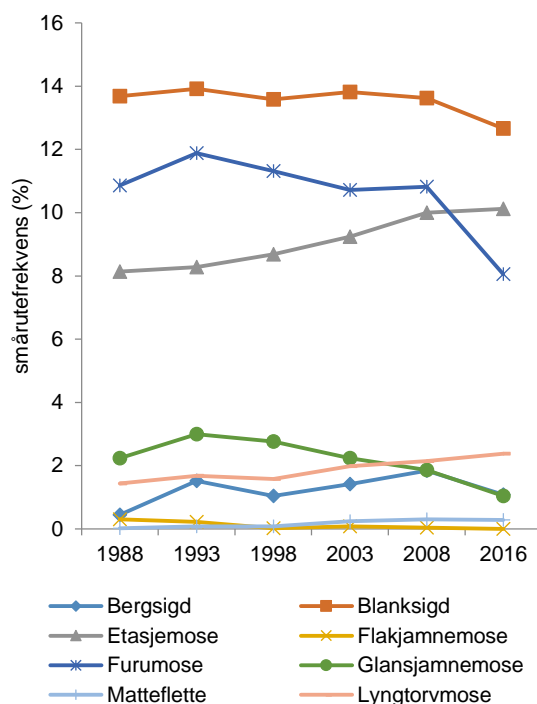 16
14
12
10
8
6
4
2
0
smårutefrekvens (%)
1988 1993 1998 2003 2008 2016
Bergsigd Blanksigd
Etasjemose Flakjamnemose
Furumose Glansjamnemose
Matteflette Lyngtorvmose